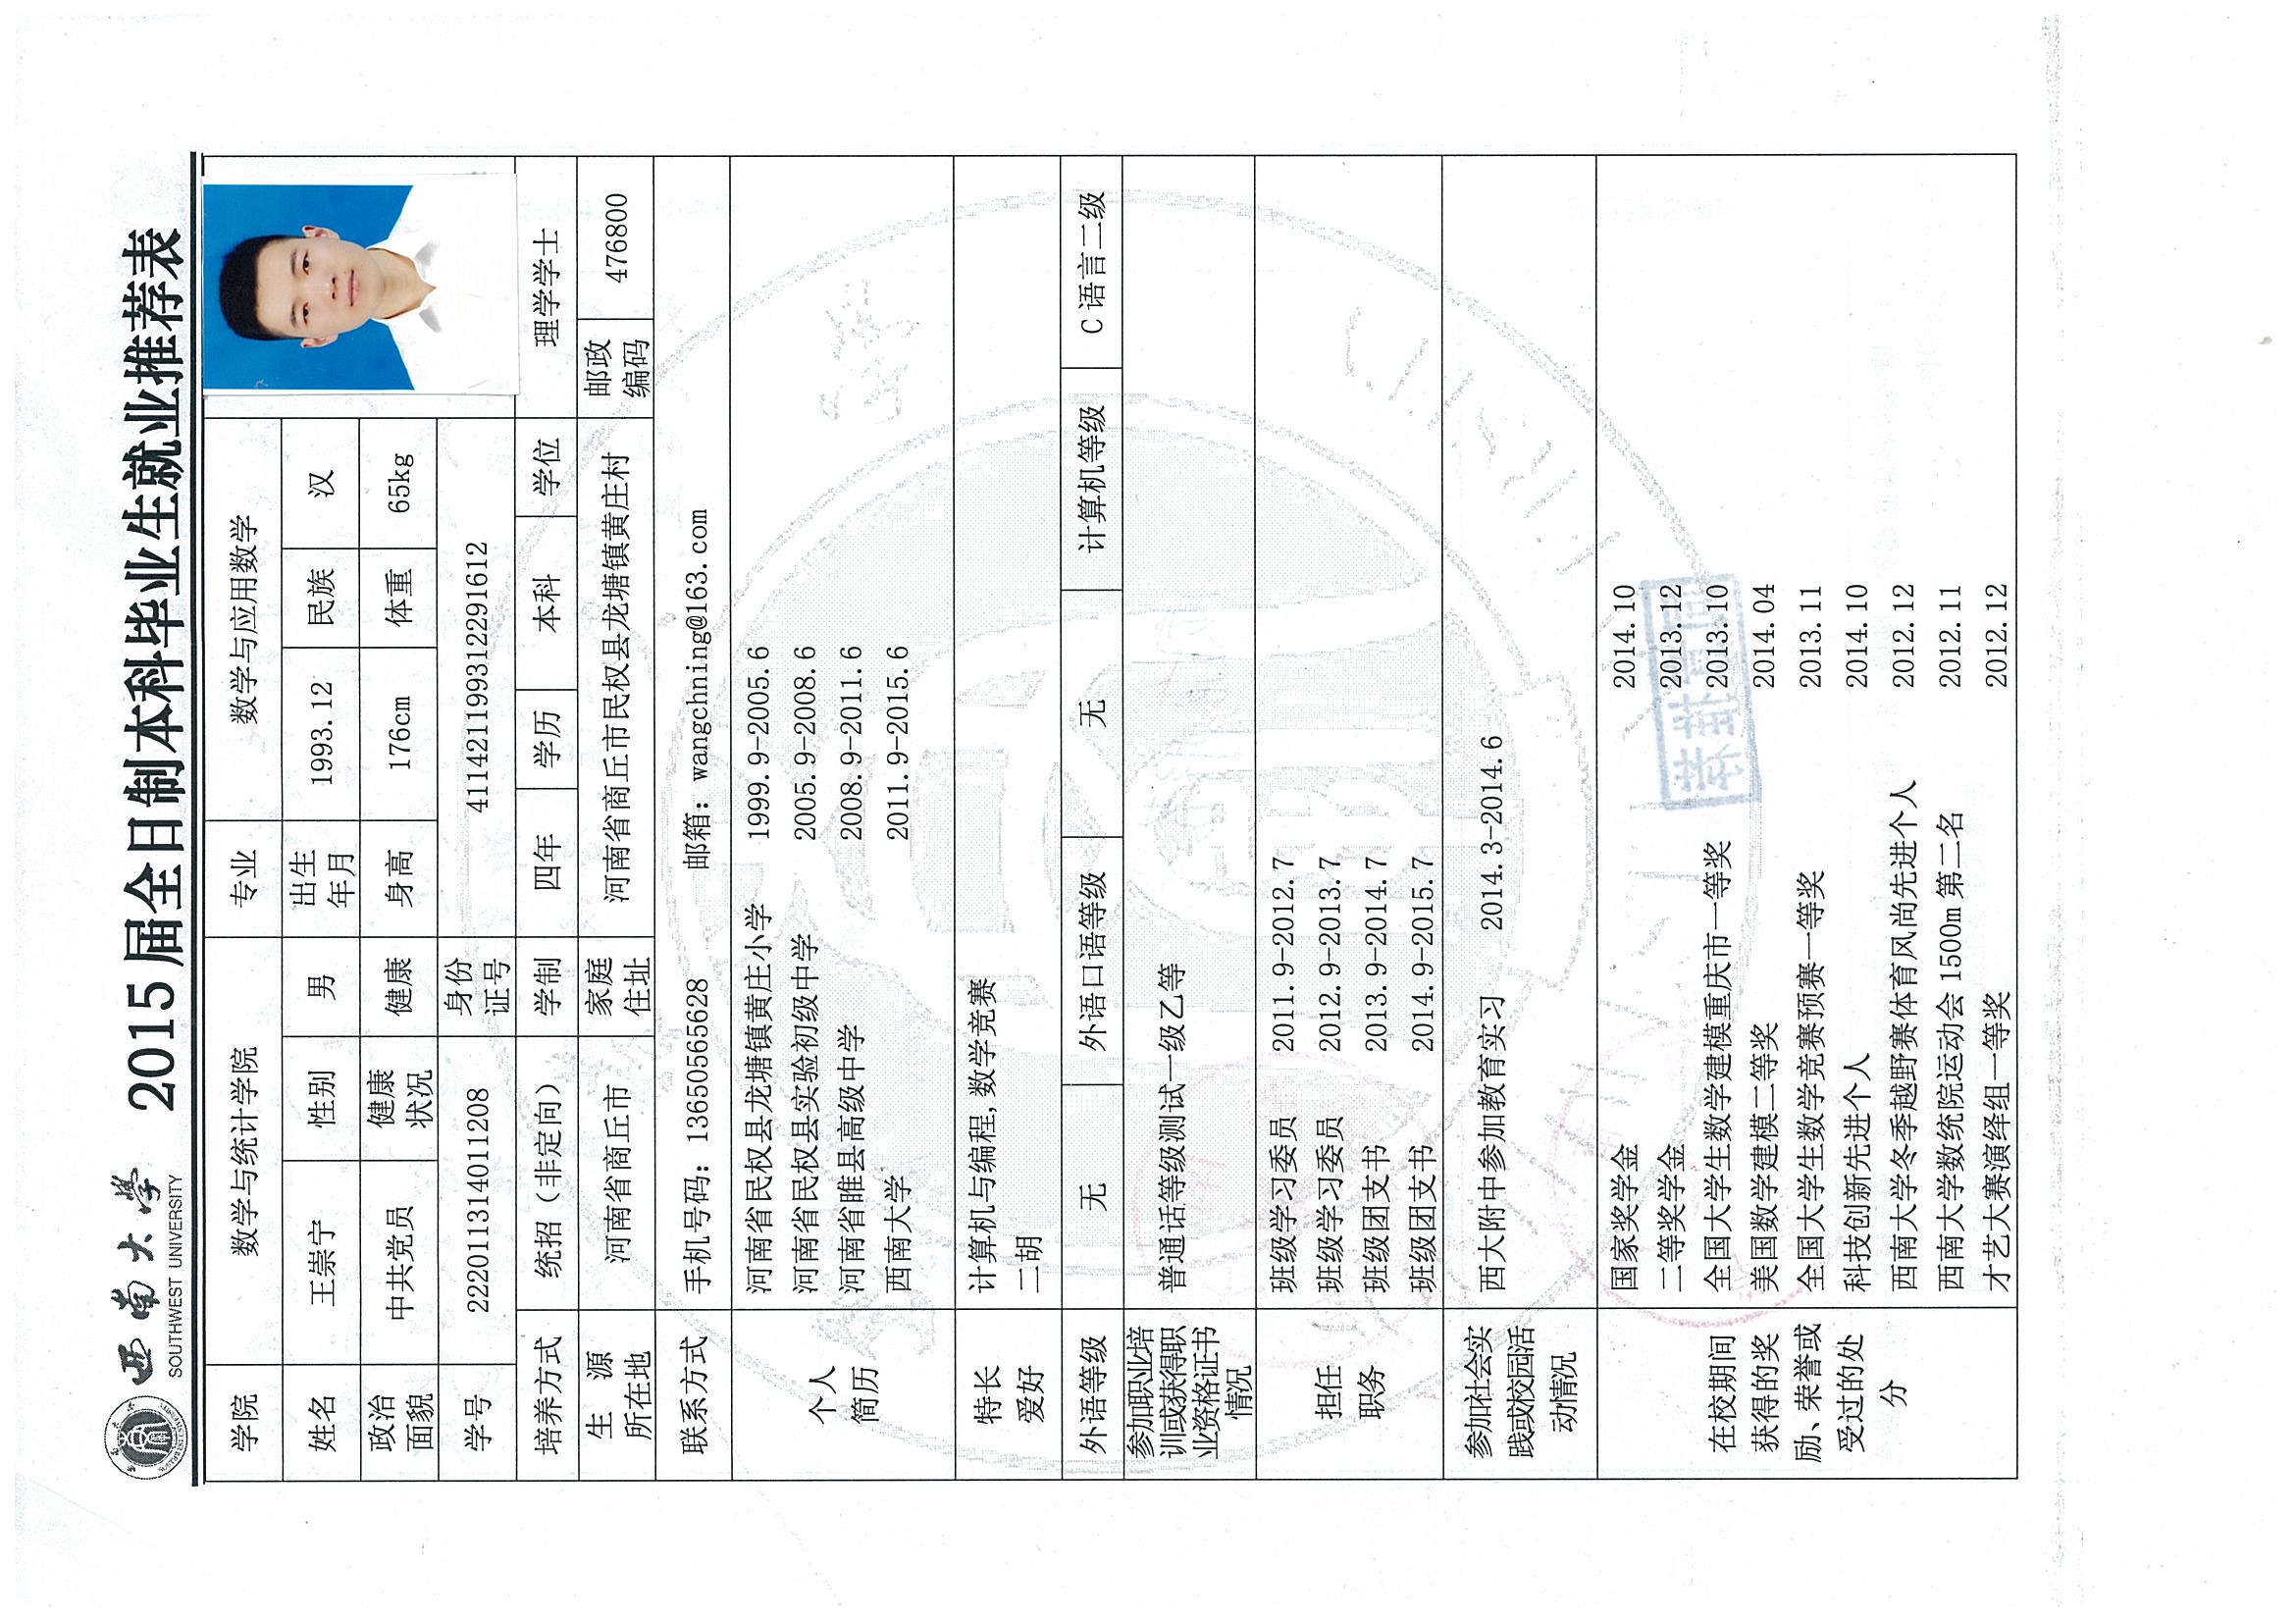 西南大学 2015届全日制本科毕业生就业推荐表
SOUTHWEST UNIVERSITY
学院 数学与统计学院 专业 数学与应用数学
姓名 王崇宁 性别 男 出生年月 1993.12 民族 汉
政治面貌 中共党员 健康状况 健康 身高 176cm 体重 65kg
学号 222011314011208 身份证号 411421199312291612
培养方式 统招（非定向） 学制 四年 学历 本科 学位 理学学士
生源所在地 河南省商丘市 家庭住址 河南省商丘市民权县龙塘镇黄庄村 邮政编码 476800
联系方式 手机号码：13650565628 邮箱：wangchning@163.com
个人简历
河南省民权县龙塘镇黄庄小学 1999.9-2005.6
河南省民权县实验初级中学 2005.9-2008.6
河南省睢县高级中学 2008.9-2011.6
西南大学 2011.9-2015.6
特长爱好
计算机与编程,数学竞赛
二胡
外语等级 无 外语口语等级 无 计算机等级 C语言二级
参加职业培训或获得职业资格证书情况 普通话等级测试一级乙等
担任职务
班级学习委员 2011.9-2012.7
班级学习委员 2012.9-2013.7
班级团支书 2013.9-2014.7
班级团支书 2014.9-2015.7
参加社会实践或校园活动情况 西大附中参加教育实习 2014.3-2014.6
在校期间获得的奖励、荣誉或受过的处分
国家奖学金 2014.10
二等奖学金 2013.12
全国大学生数学建模重庆市一等奖 2013.10
美国数学建模二等奖 2014.04
全国大学生数学竞赛预赛一等奖 2013.11
科技创新先进个人 2014.10
西南大学冬季越野赛体育风尚先进个人 2012.12
西南大学数统院运动会1500m第二名 2012.11
才艺大赛演绎组一等奖 2012.12